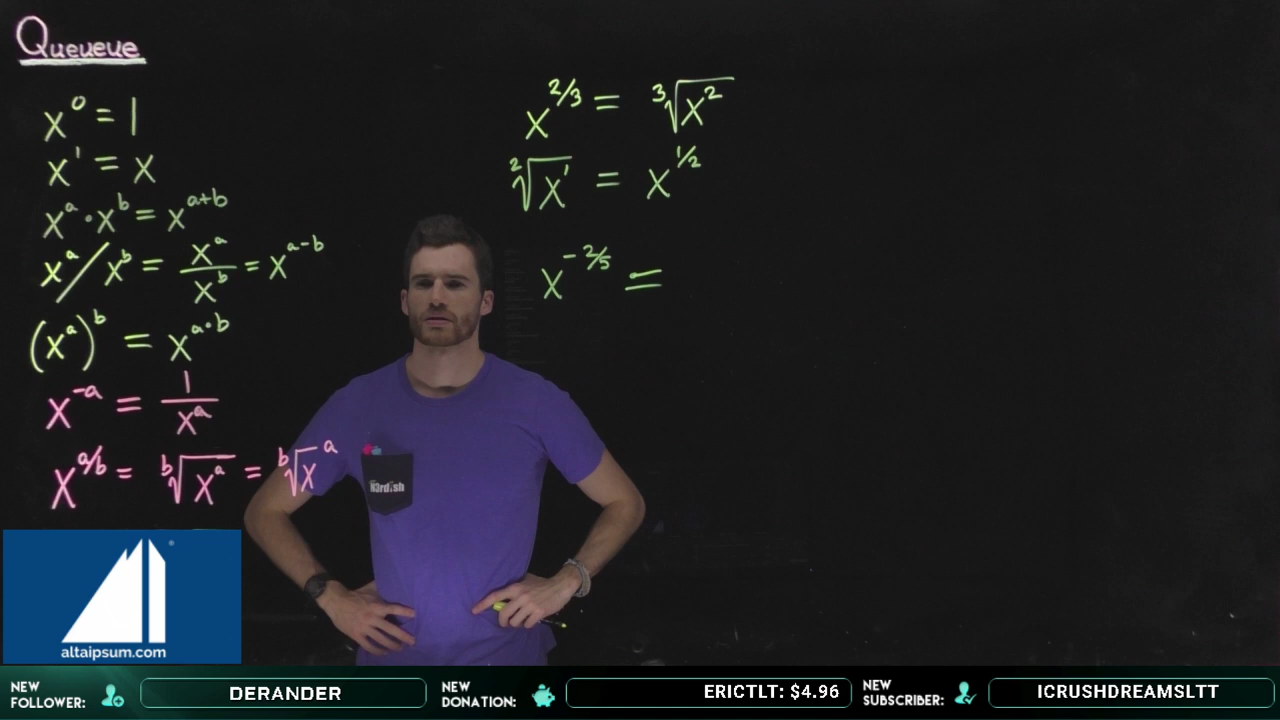 Queueue
x⁰ = 1
x¹ = x
xᵃ · xᵇ = xᵃ⁺ᵇ
xᵃ / xᵇ = xᵃ/xᵇ = xᵃ⁻ᵇ
(xᵃ)ᵇ = xᵃ·ᵇ
x⁻ᵃ = 1/xᵃ
x^(a/b) = ᵇ√(xᵃ) = ᵇ√x ᵃ
x^(2/3) = ³√(x²)
²√(x¹) = x^(1/2)
x^(-2/5) =
N3rdish
®
altaipsum.com
NEW FOLLOWER: DERANDER
NEW DONATION: ERICTLT: $4.96
NEW SUBSCRIBER: ICRUSHDREAMSLTT